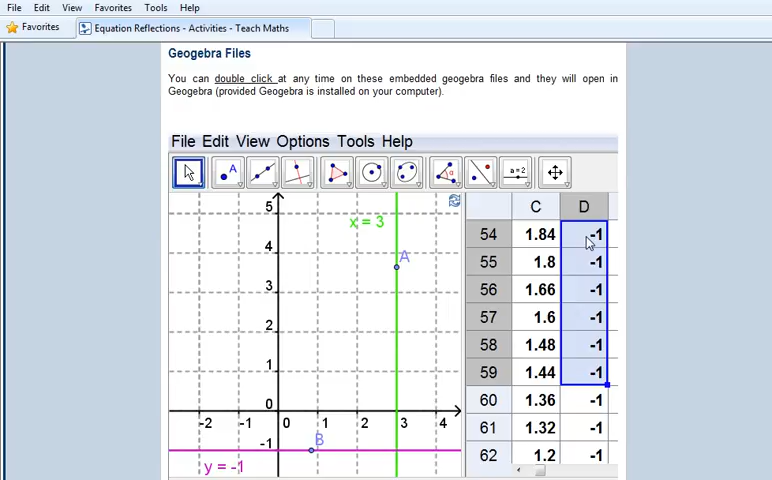 File Edit View Favorites Tools Help
Favorites Equation Reflections - Activities - Teach Maths
Geogebra Files
You can double click at any time on these embedded geogebra files and they will open in
Geogebra (provided Geogebra is installed on your computer).
File Edit View Options Tools Help
A α a = 2
C D
5 x = 3
54 1.84 -1
4 A
55 1.8 -1
3
56 1.66 -1
2
57 1.6 -1
1
58 1.48 -1
59 1.44 -1
0
60 1.36 -1
-2 -1 0 1 2 3 4
61 1.32 -1
-1 B
62 1.2 -1
y = -1